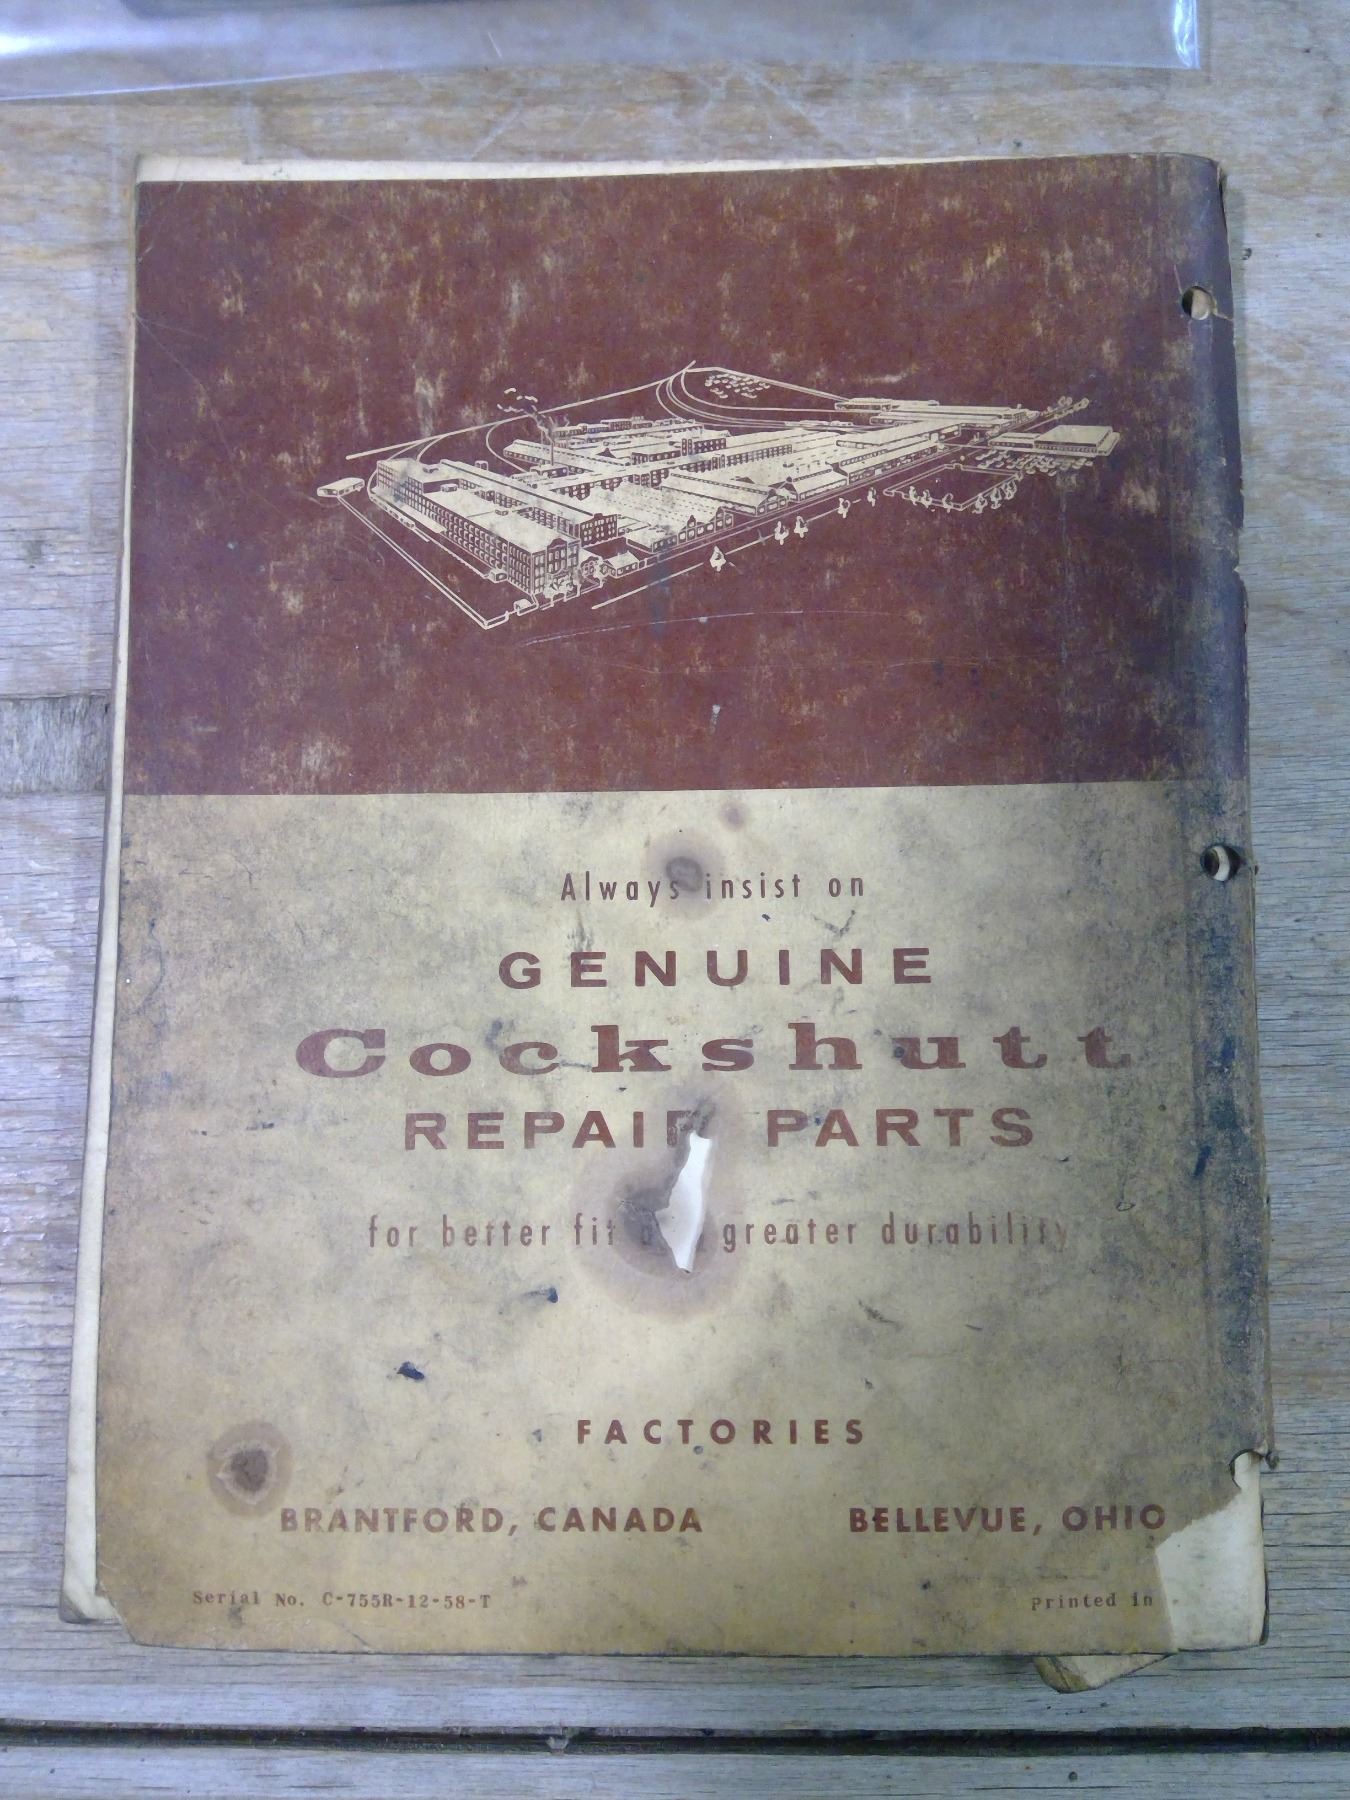 Always insist on
GENUINE
Cockshutt
REPAIR PARTS
for better fit greater durability
FACTORIES
BRANTFORD, CANADA BELLEVUE, OHIO
Serial No. C-755R-12-58-T Printed in